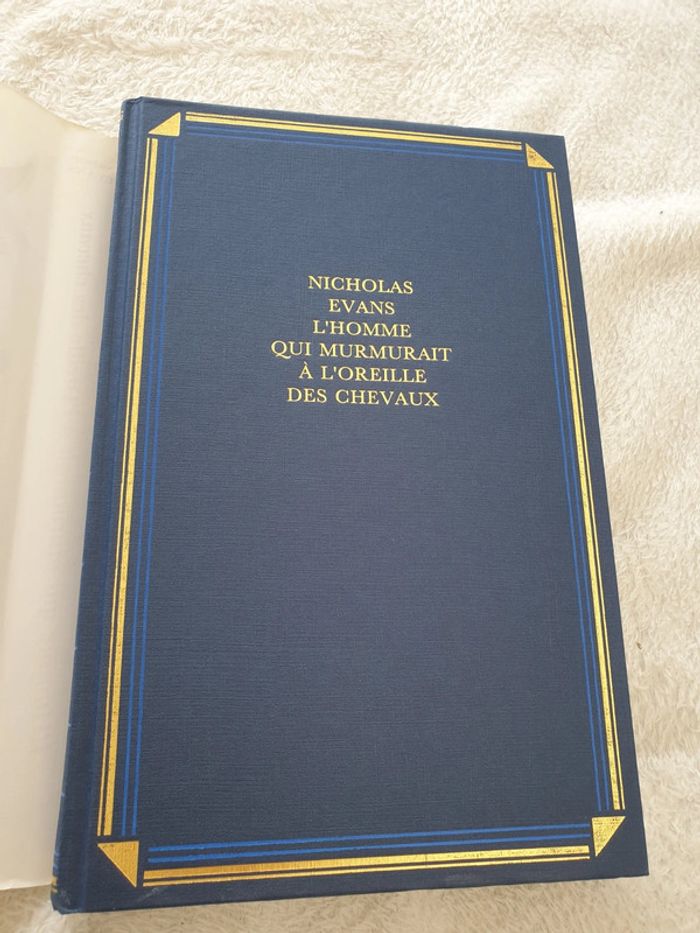 NICHOLAS
EVANS
L'HOMME
QUI MURMURAIT
À L'OREILLE
DES CHEVAUX